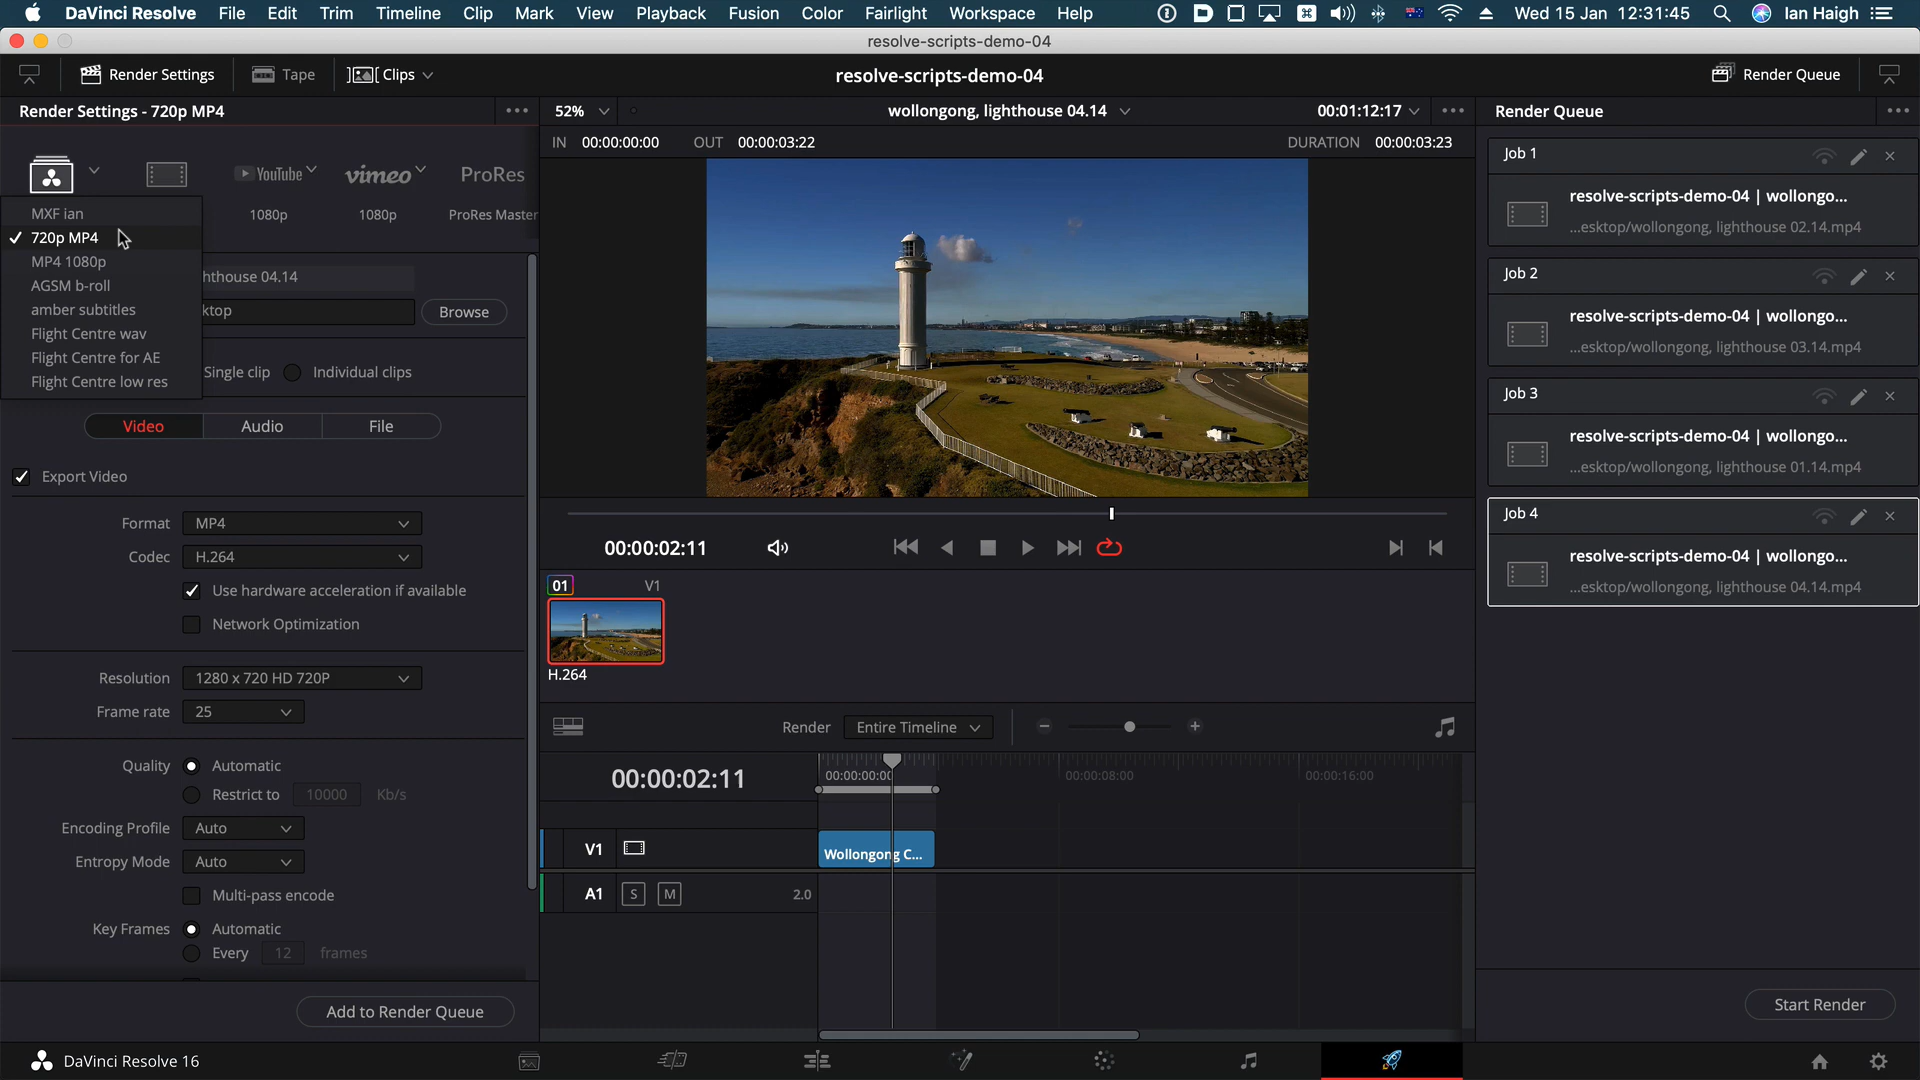 DaVinci Resolve File Edit Trim Timeline Clip Mark View Playback Fusion Color Fairlight Workspace Help Wed 15 Jan 12:31:45 Ian Haigh
resolve-scripts-demo-04
Render Settings Tape Clips resolve-scripts-demo-04 Render Queue
Render Settings - 720p MP4 52% wollongong, lighthouse 04.14 00:01:12:17 Render Queue
IN 00:00:00:00 OUT 00:00:03:22 DURATION 00:00:03:23
YouTube vimeo ProRes
1080p 1080p ProRes Master
MXF ian
720p MP4
MP4 1080p
AGSM b-roll
amber subtitles
Flight Centre wav
Flight Centre for AE
Flight Centre low res
hthouse 04.14
ktop Browse
Single clip Individual clips
Video Audio File
Export Video
Format MP4
Codec H.264
Use hardware acceleration if available
Network Optimization
Resolution 1280 x 720 HD 720P
Frame rate 25
Quality Automatic
Restrict to 10000 Kb/s
Encoding Profile Auto
Entropy Mode Auto
Multi-pass encode
Key Frames Automatic
Every 12 frames
Add to Render Queue
00:00:02:11
01 V1
H.264
Render Entire Timeline
00:00:02:11 00:00:00:00 00:00:08:00 00:00:16:00
V1 Wollongong C...
A1 S M 2.0
Job 1
resolve-scripts-demo-04 | wollongo...
...esktop/wollongong, lighthouse 02.14.mp4
Job 2
resolve-scripts-demo-04 | wollongo...
...esktop/wollongong, lighthouse 03.14.mp4
Job 3
resolve-scripts-demo-04 | wollongo...
...esktop/wollongong, lighthouse 01.14.mp4
Job 4
resolve-scripts-demo-04 | wollongo...
...esktop/wollongong, lighthouse 04.14.mp4
Start Render
DaVinci Resolve 16